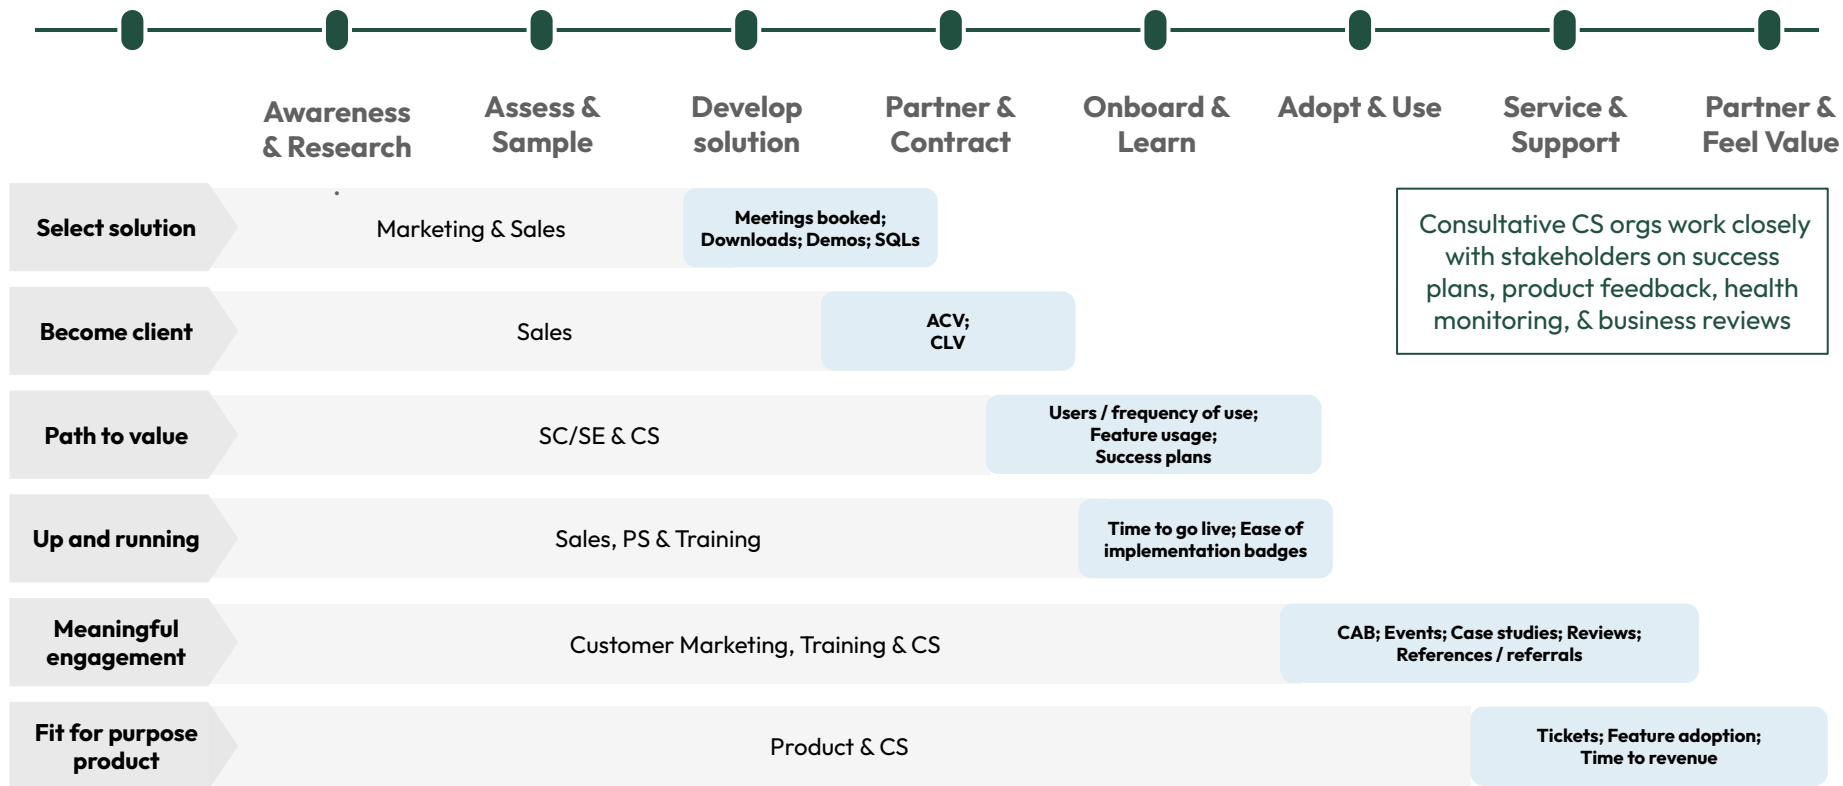 Awareness
& Research
Assess &
Sample
Develop
solution
Partner &
Contract
Onboard &
Learn
Adopt & Use
Service &
Support
Partner &
Feel Value
Select solution
Marketing & Sales
Meetings booked;
Downloads; Demos; SQLs
Consultative CS orgs work closely
with stakeholders on success
plans, product feedback, health
monitoring, & business reviews
Become client
Sales
ACV;
CLV
Path to value
SC/SE & CS
Users / frequency of use;
Feature usage;
Success plans
Up and running
Sales, PS & Training
Time to go live; Ease of
implementation badges
Meaningful
engagement
Customer Marketing, Training & CS
CAB; Events; Case studies; Reviews;
References / referrals
Fit for purpose
product
Product & CS
Tickets; Feature adoption;
Time to revenue